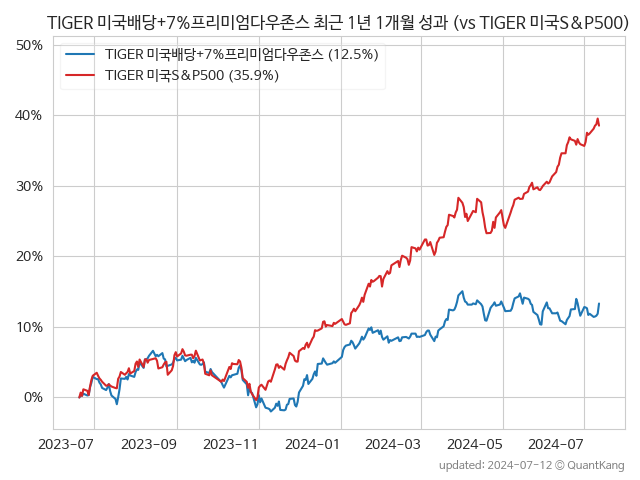 TIGER 미국배당+7%프리미엄다우존스 최근 1년 1개월 성과 (vs TIGER 미국S&P500)
50%
TIGER 미국배당+7%프리미엄다우존스 (12.5%)
TIGER 미국S&P500 (35.9%)
40%
30%
20%
10%
0%
2023-07 2023-09 2023-11 2024-01 2024-03 2024-05 2024-07
updated: 2024-07-12 © QuantKang